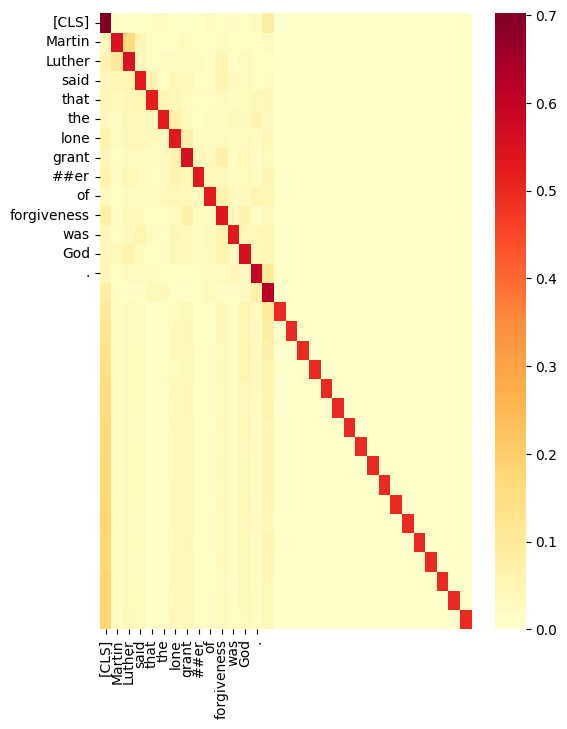 [CLS]
Martin
Luther
said
that
the
lone
grant
##er
of
forgiveness
was
God
.
0.7
0.6
0.5
0.4
0.3
0.2
0.1
0.0
[CLS]
Martin
Luther
said
that
the
lone
grant
##er
of
forgiveness
was
God
.